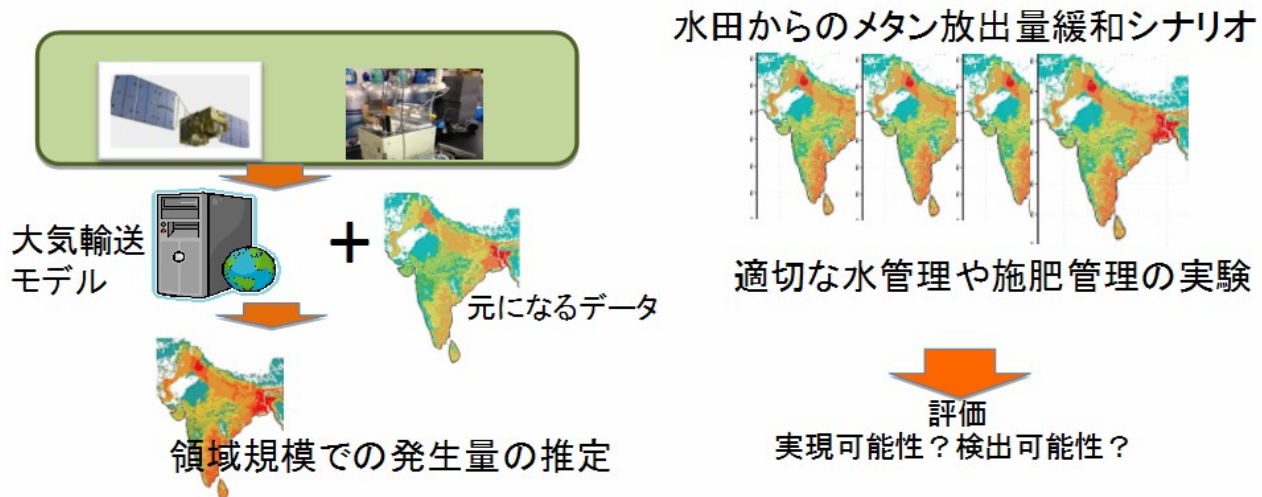 大気輸送
モデル
+
元になるデータ
領域規模での発生量の推定
水田からのメタン放出量緩和シナリオ
適切な水管理や施肥管理の実験
評価
実現可能性？検出可能性？